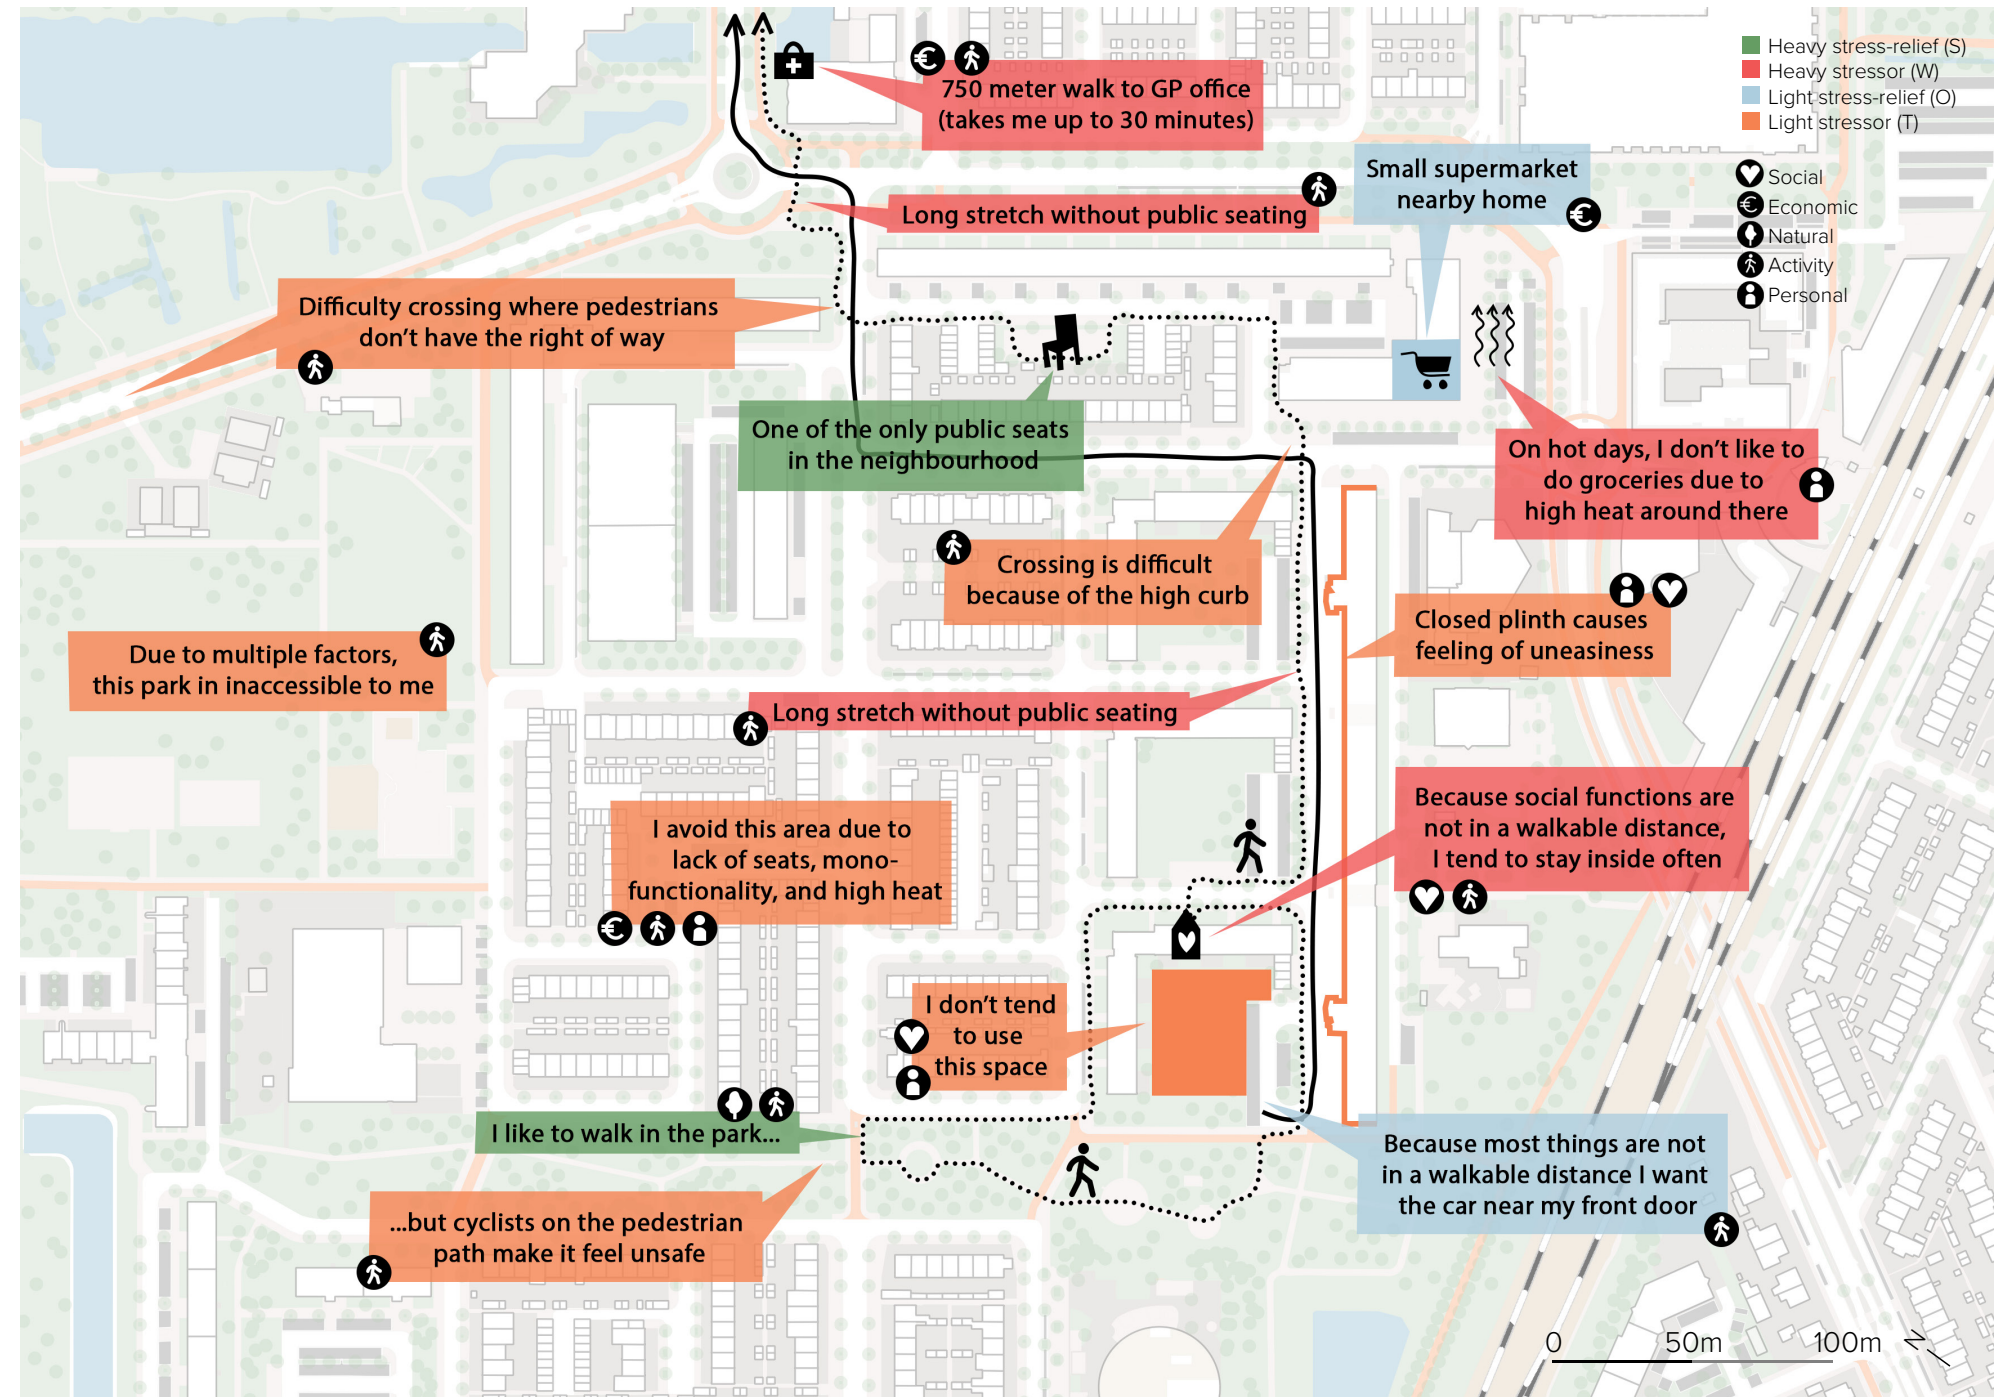 Heavy stress-relief (S)
Heavy stressor (W)
Light stress-relief (O)
Light stressor (T)
Social
Economic
Natural
Activity
Personal
750 meter walk to GP office
(takes me up to 30 minutes)
Small supermarket
nearby home
Long stretch without public seating
Difficulty crossing where pedestrians
don't have the right of way
One of the only public seats
in the neighbourhood
On hot days, I don't like to
do groceries due to
high heat around there
Crossing is difficult
because of the high curb
Closed plinth causes
feeling of uneasiness
Due to multiple factors,
this park in inaccessible to me
Long stretch without public seating
Because social functions are
not in a walkable distance,
I tend to stay inside often
I avoid this area due to
lack of seats, mono-
functionality, and high heat
I don't tend
to use
this space
I like to walk in the park...
Because most things are not
in a walkable distance I want
the car near my front door
...but cyclists on the pedestrian
path make it feel unsafe
0 50m 100m
N